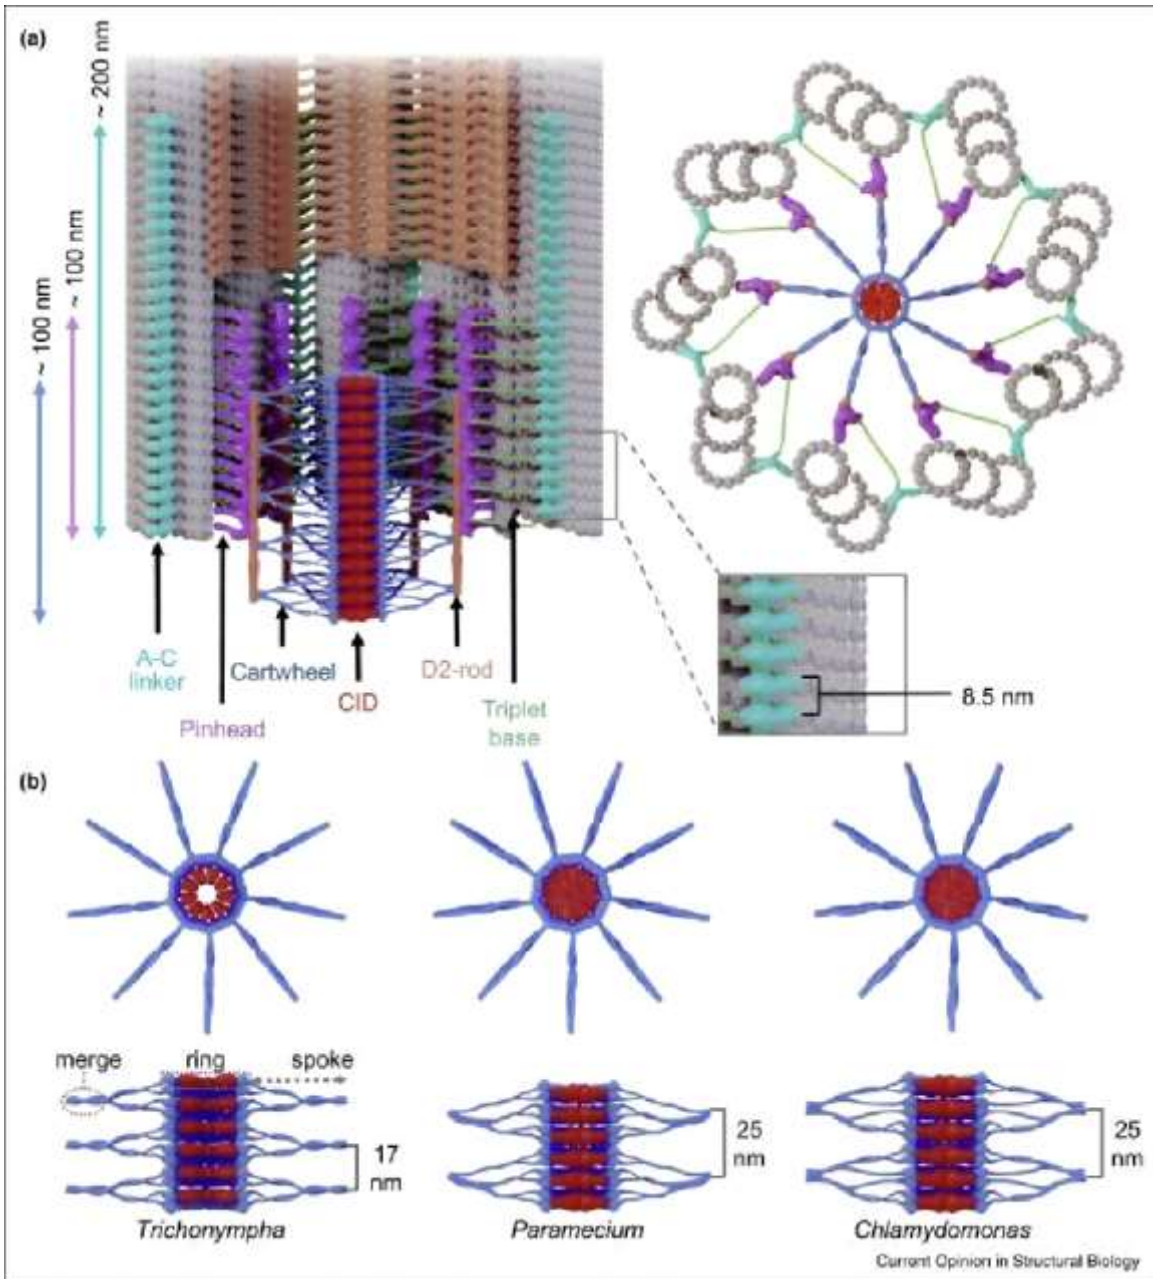 (a)
~ 200 nm
~ 100 nm
~ 100 nm
A-C
linker
Pinhead
Cartwheel
CID
D2-rod
Triplet
base
8.5 nm
(b)
merge
ring
spoke
17
nm
25
nm
25
nm
Trichonympha
Paramecium
Chlamydomonas
Current Opinion in Structural Biology